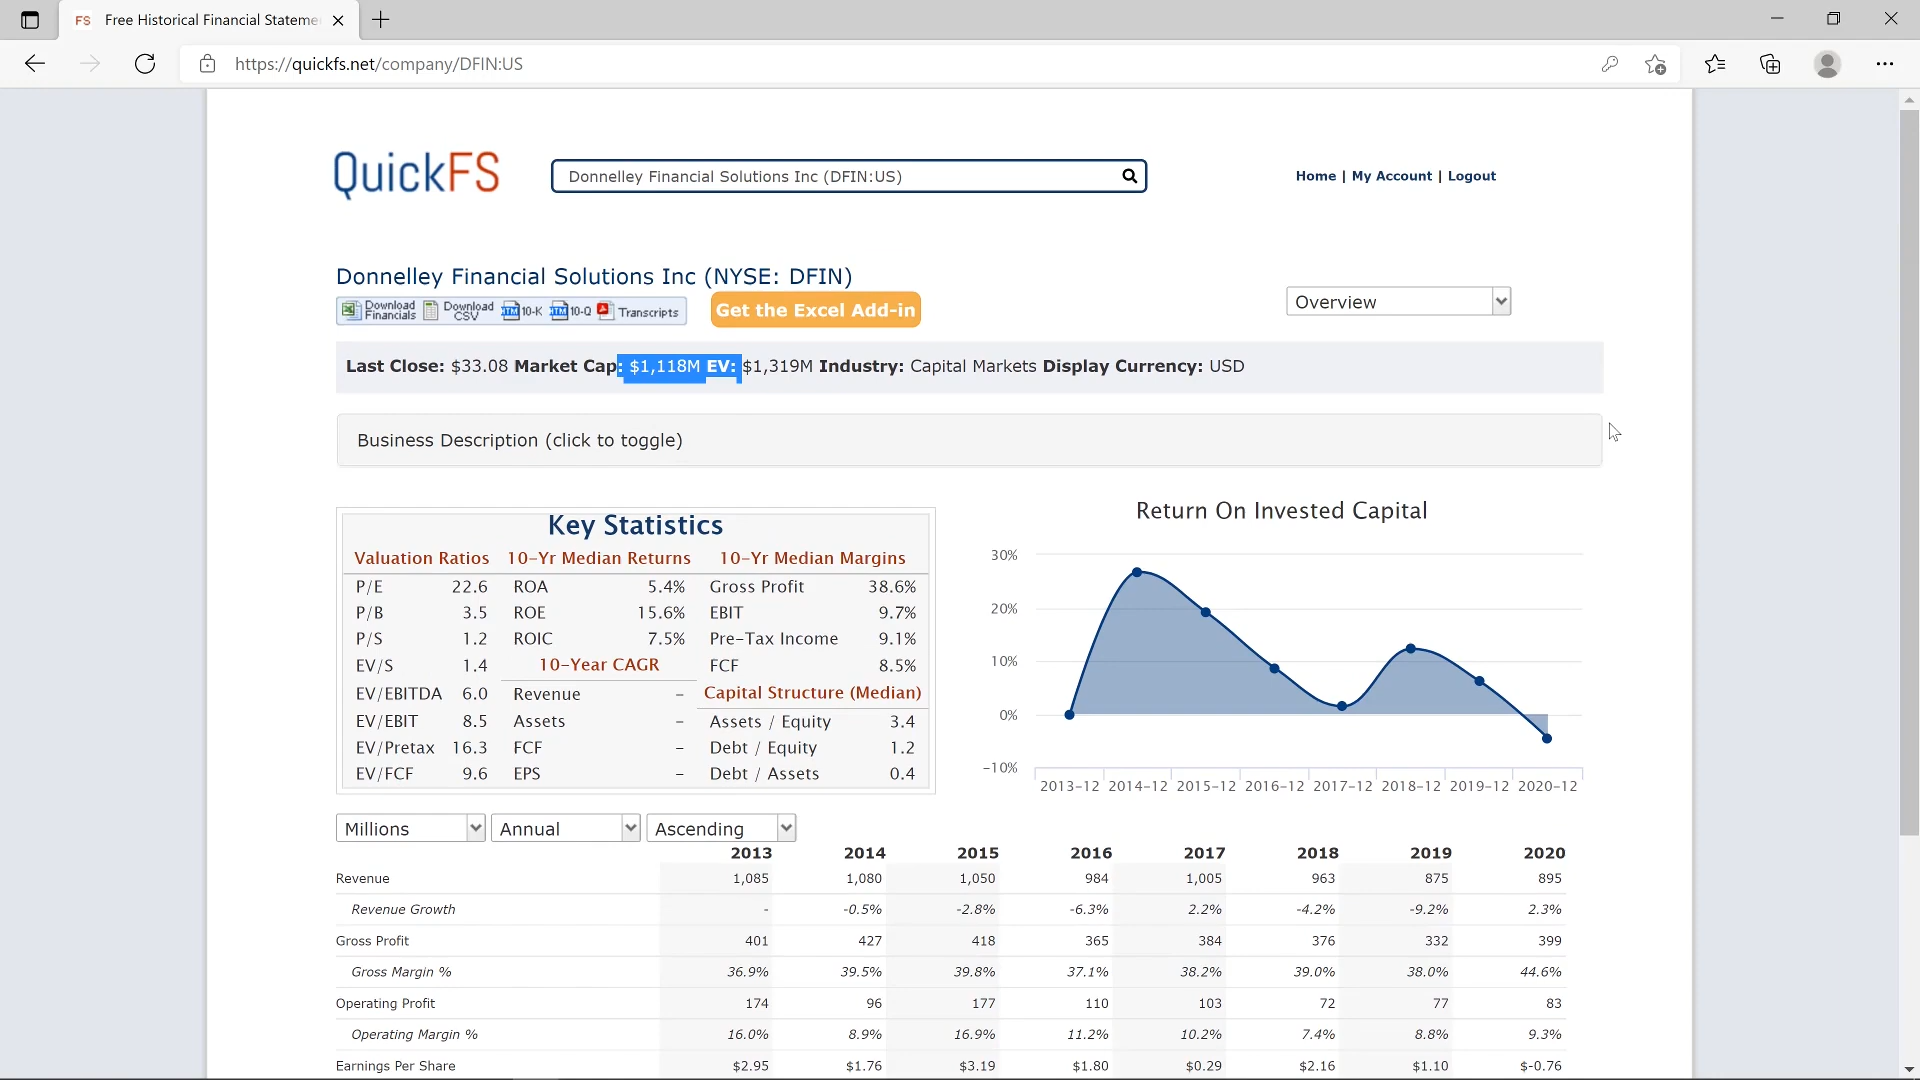 FS Free Historical Financial Stateme
https://quickfs.net/company/DFIN:US
QuickFS
Donnelley Financial Solutions Inc (DFIN:US)
Home | My Account | Logout
Donnelley Financial Solutions Inc (NYSE: DFIN)
Download Financials Download CSV HTM 10-K HTM 10-Q Transcripts
Get the Excel Add-in
Overview
Last Close: $33.08 Market Cap: $1,118M EV: $1,319M Industry: Capital Markets Display Currency: USD
Business Description (click to toggle)
Key Statistics
Valuation Ratios 10-Yr Median Returns 10-Yr Median Margins
P/E 22.6 ROA 5.4% Gross Profit 38.6%
P/B 3.5 ROE 15.6% EBIT 9.7%
P/S 1.2 ROIC 7.5% Pre-Tax Income 9.1%
EV/S 1.4 10-Year CAGR FCF 8.5%
EV/EBITDA 6.0 Revenue – Capital Structure (Median)
EV/EBIT 8.5 Assets – Assets / Equity 3.4
EV/Pretax 16.3 FCF – Debt / Equity 1.2
EV/FCF 9.6 EPS – Debt / Assets 0.4
Return On Invested Capital
30%
20%
10%
0%
-10%
2013-12 2014-12 2015-12 2016-12 2017-12 2018-12 2019-12 2020-12
Millions Annual Ascending
2013 2014 2015 2016 2017 2018 2019 2020
Revenue 1,085 1,080 1,050 984 1,005 963 875 895
Revenue Growth - -0.5% -2.8% -6.3% 2.2% -4.2% -9.2% 2.3%
Gross Profit 401 427 418 365 384 376 332 399
Gross Margin % 36.9% 39.5% 39.8% 37.1% 38.2% 39.0% 38.0% 44.6%
Operating Profit 174 96 177 110 103 72 77 83
Operating Margin % 16.0% 8.9% 16.9% 11.2% 10.2% 7.4% 8.8% 9.3%
Earnings Per Share $2.95 $1.76 $3.19 $1.80 $0.29 $2.16 $1.10 $-0.76